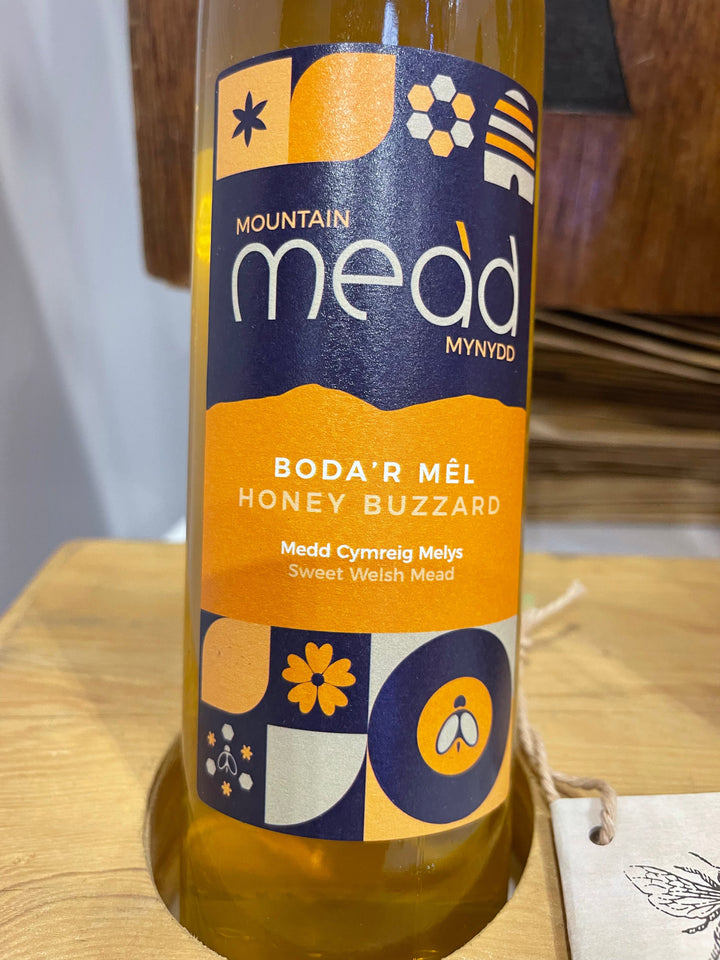 MOUNTAIN
meàd
MYNYDD
BODA'R MÊL
HONEY BUZZARD
Medd Cymreig Melys
Sweet Welsh Mead